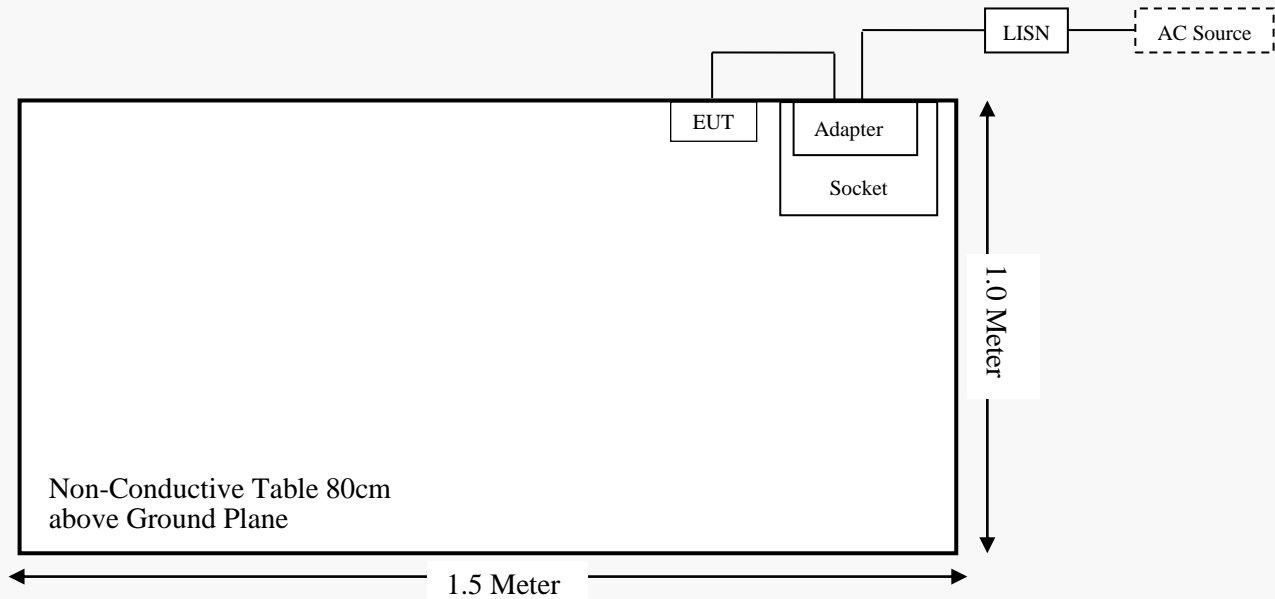 LISN
AC Source
EUT
Adapter
Socket
1.0 Meter
Non-Conductive Table 80cm
above Ground Plane
1.5 Meter